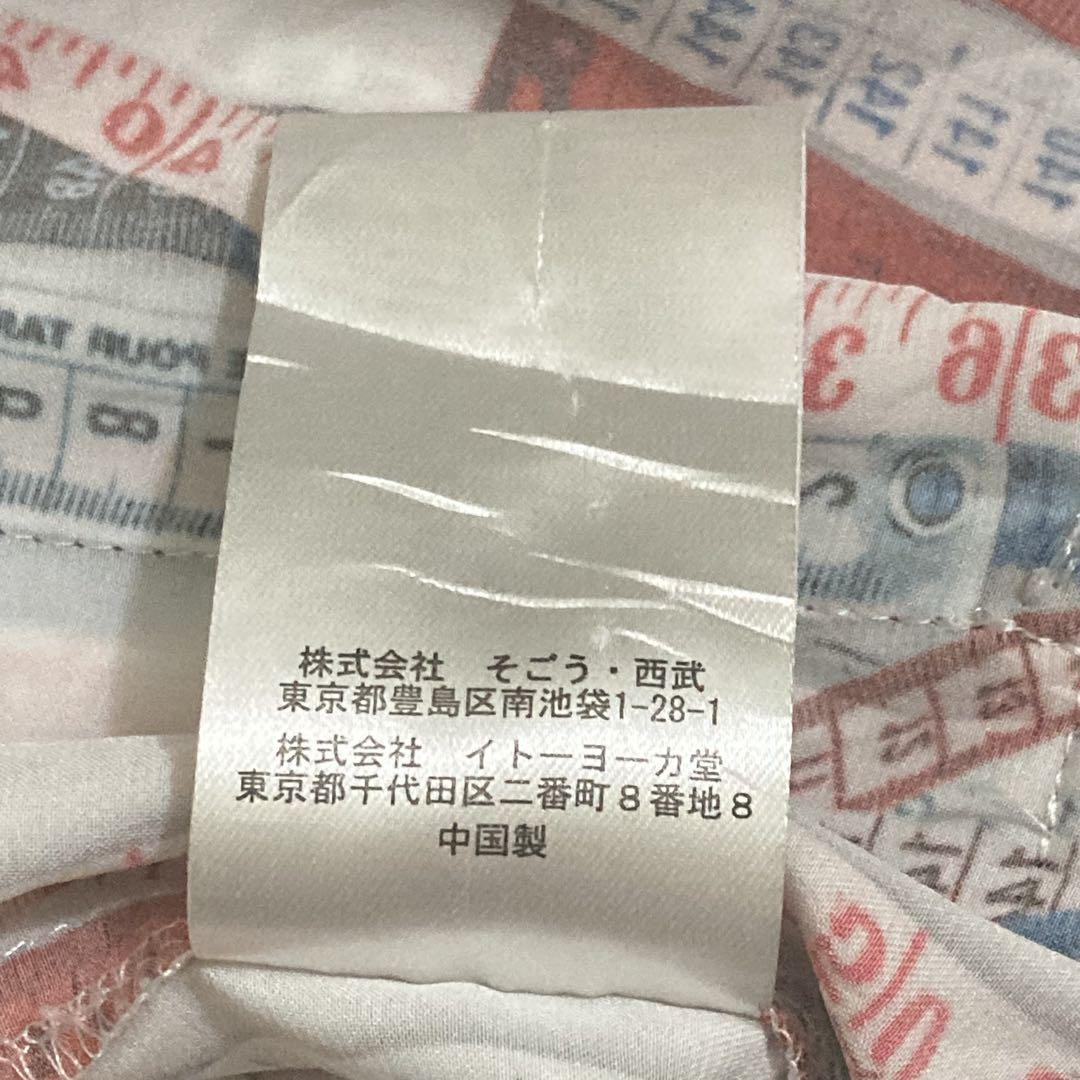 株式会社　そごう・西武
東京都豊島区南池袋1-28-1
株式会社　イトーヨーカ堂
東京都千代田区二番町８番地８
中国製